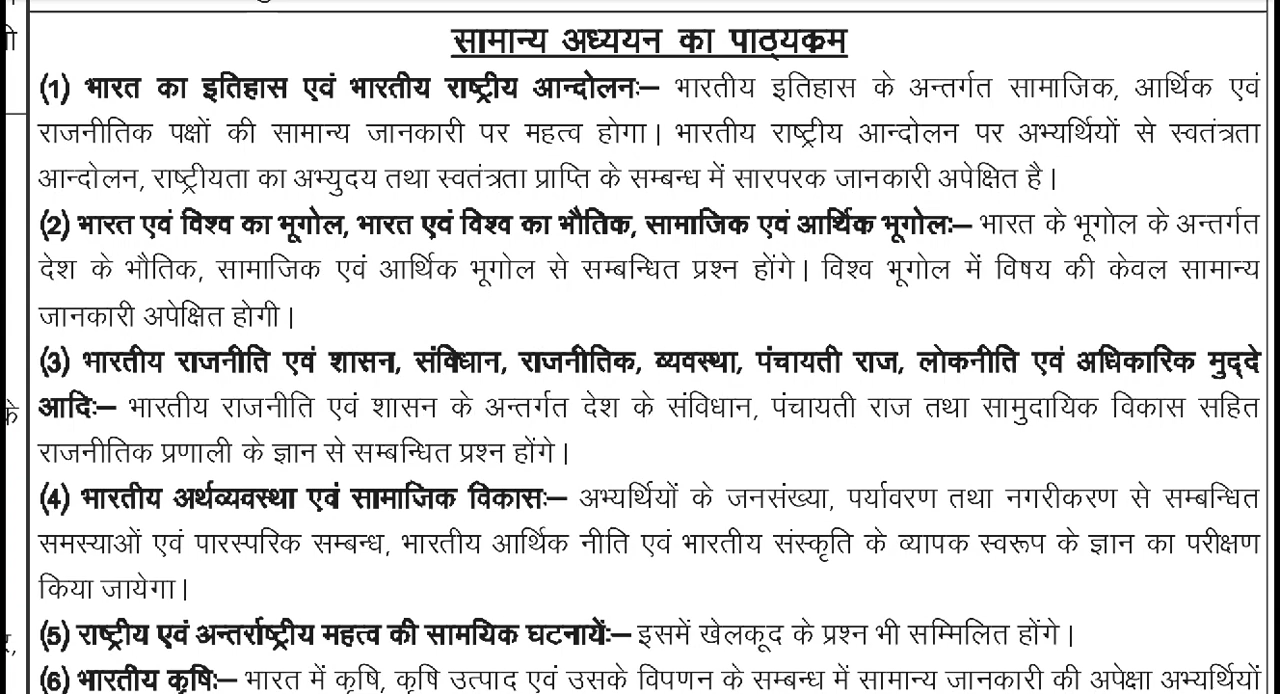 सामान्य अध्ययन का पाठ्यकम
(1) भारत का इतिहास एवं भारतीय राष्ट्रीय आन्दोलनः— भारतीय इतिहास के अन्तर्गत सामाजिक, आर्थिक एवं
राजनीतिक पक्षों की सामान्य जानकारी पर महत्व होगा। भारतीय राष्ट्रीय आन्दोलन पर अभ्यर्थियों से स्वतंत्रता
आन्दोलन, राष्ट्रीयता का अभ्युदय तथा स्वतंत्रता प्राप्ति के सम्बन्ध में सारपरक जानकारी अपेक्षित है।
(2) भारत एवं विश्व का भूगोल, भारत एवं विश्व का भौतिक, सामाजिक एवं आर्थिक भूगोलः— भारत के भूगोल के अन्तर्गत
देश के भौतिक, सामाजिक एवं आर्थिक भूगोल से सम्बन्धित प्रश्न होंगे। विश्व भूगोल में विषय की केवल सामान्य
जानकारी अपेक्षित होगी।
(3) भारतीय राजनीति एवं शासन, संविधान, राजनीतिक, व्यवस्था, पंचायती राज, लोकनीति एवं अधिकारिक मुद्दे
आदिः— भारतीय राजनीति एवं शासन के अन्तर्गत देश के संविधान, पंचायती राज तथा सामुदायिक विकास सहित
राजनीतिक प्रणाली के ज्ञान से सम्बन्धित प्रश्न होंगे।
(4) भारतीय अर्थव्यवस्था एवं सामाजिक विकासः— अभ्यर्थियों के जनसंख्या, पर्यावरण तथा नगरीकरण से सम्बन्धित
समस्याओं एवं पारस्परिक सम्बन्ध, भारतीय आर्थिक नीति एवं भारतीय संस्कृति के व्यापक स्वरूप के ज्ञान का परीक्षण
किया जायेगा।
(5) राष्ट्रीय एवं अन्तर्राष्ट्रीय महत्व की सामयिक घटनायेंः— इसमें खेलकूद के प्रश्न भी सम्मिलित होंगे।
(6) भारतीय कृषिः— भारत में कृषि, कृषि उत्पाद एवं उसके विपणन के सम्बन्ध में सामान्य जानकारी की अपेक्षा अभ्यर्थियों